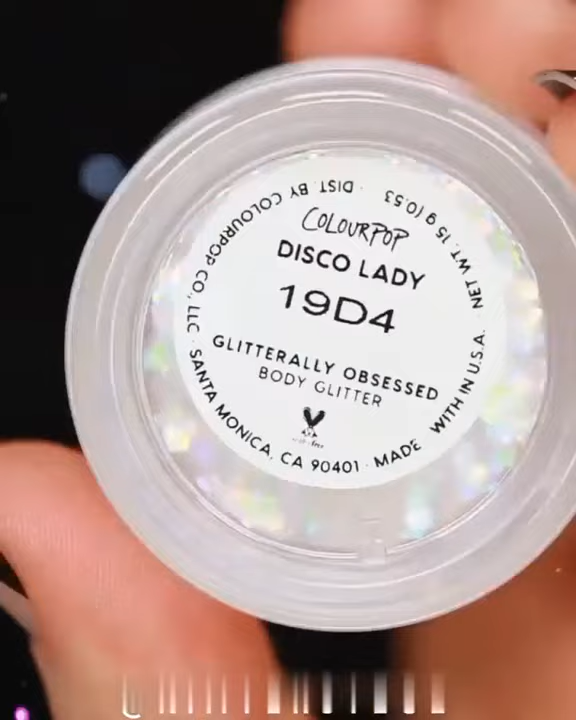 COLOURPOP
DISCO LADY
19D4
GLITTERALLY OBSESSED
BODY GLITTER
DIST. BY COLOURPOP CO., LLC · SANTA MONICA, CA 90401 · MADE WITH IN U.S.A. · NET WT. 15 g (0.53